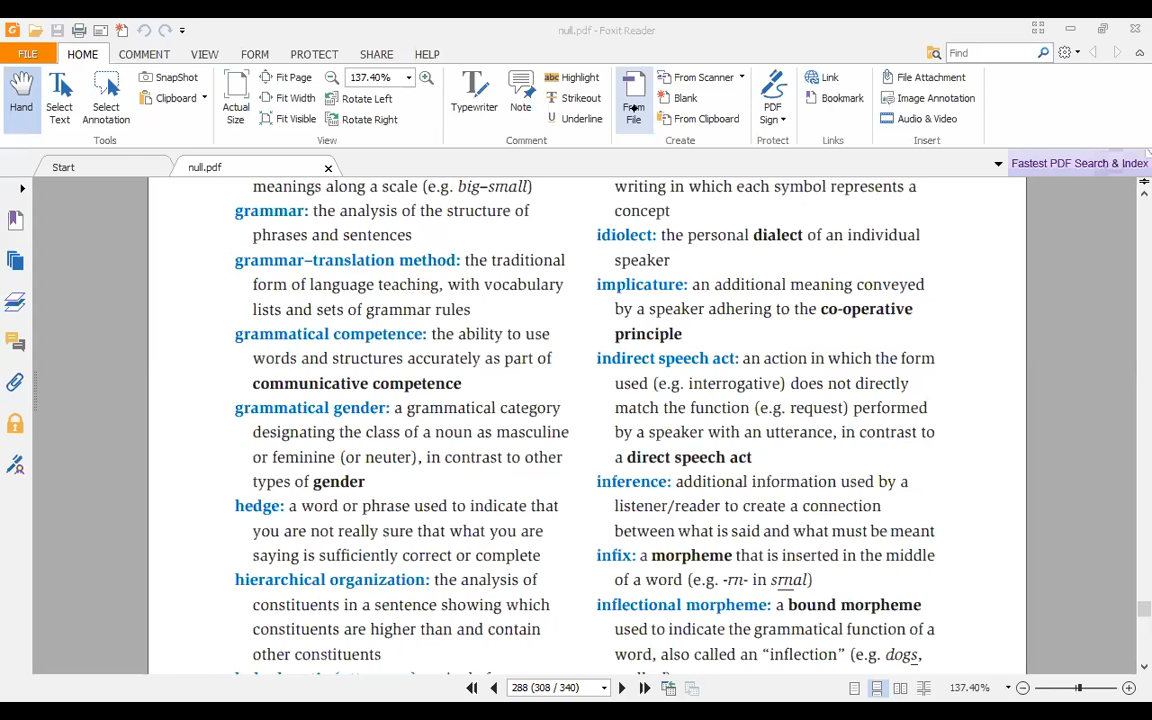 null.pdf - Foxit Reader
FILE HOME COMMENT VIEW FORM PROTECT SHARE HELP
Find
Hand
Select Text
Select Annotation
SnapShot
Clipboard
Tools
Actual Size
Fit Page
Fit Width
Fit Visible
137.40%
Rotate Left
Rotate Right
View
Typewriter
Note
Highlight
Strikeout
Underline
Comment
From File
From Scanner
Blank
From Clipboard
Create
PDF Sign
Protect
Link
Bookmark
Links
File Attachment
Image Annotation
Audio & Video
Insert
Start
null.pdf
Fastest PDF Search & Index
meanings along a scale (e.g. big–small)
grammar: the analysis of the structure of
phrases and sentences
grammar–translation method: the traditional
form of language teaching, with vocabulary
lists and sets of grammar rules
grammatical competence: the ability to use
words and structures accurately as part of
communicative competence
grammatical gender: a grammatical category
designating the class of a noun as masculine
or feminine (or neuter), in contrast to other
types of gender
hedge: a word or phrase used to indicate that
you are not really sure that what you are
saying is sufficiently correct or complete
hierarchical organization: the analysis of
constituents in a sentence showing which
constituents are higher than and contain
other constituents
writing in which each symbol represents a
concept
idiolect: the personal dialect of an individual
speaker
implicature: an additional meaning conveyed
by a speaker adhering to the co-operative
principle
indirect speech act: an action in which the form
used (e.g. interrogative) does not directly
match the function (e.g. request) performed
by a speaker with an utterance, in contrast to
a direct speech act
inference: additional information used by a
listener/reader to create a connection
between what is said and what must be meant
infix: a morpheme that is inserted in the middle
of a word (e.g. -rn- in srnal)
inflectional morpheme: a bound morpheme
used to indicate the grammatical function of a
word, also called an “inflection” (e.g. dogs,
288 (308 / 340)
137.40%